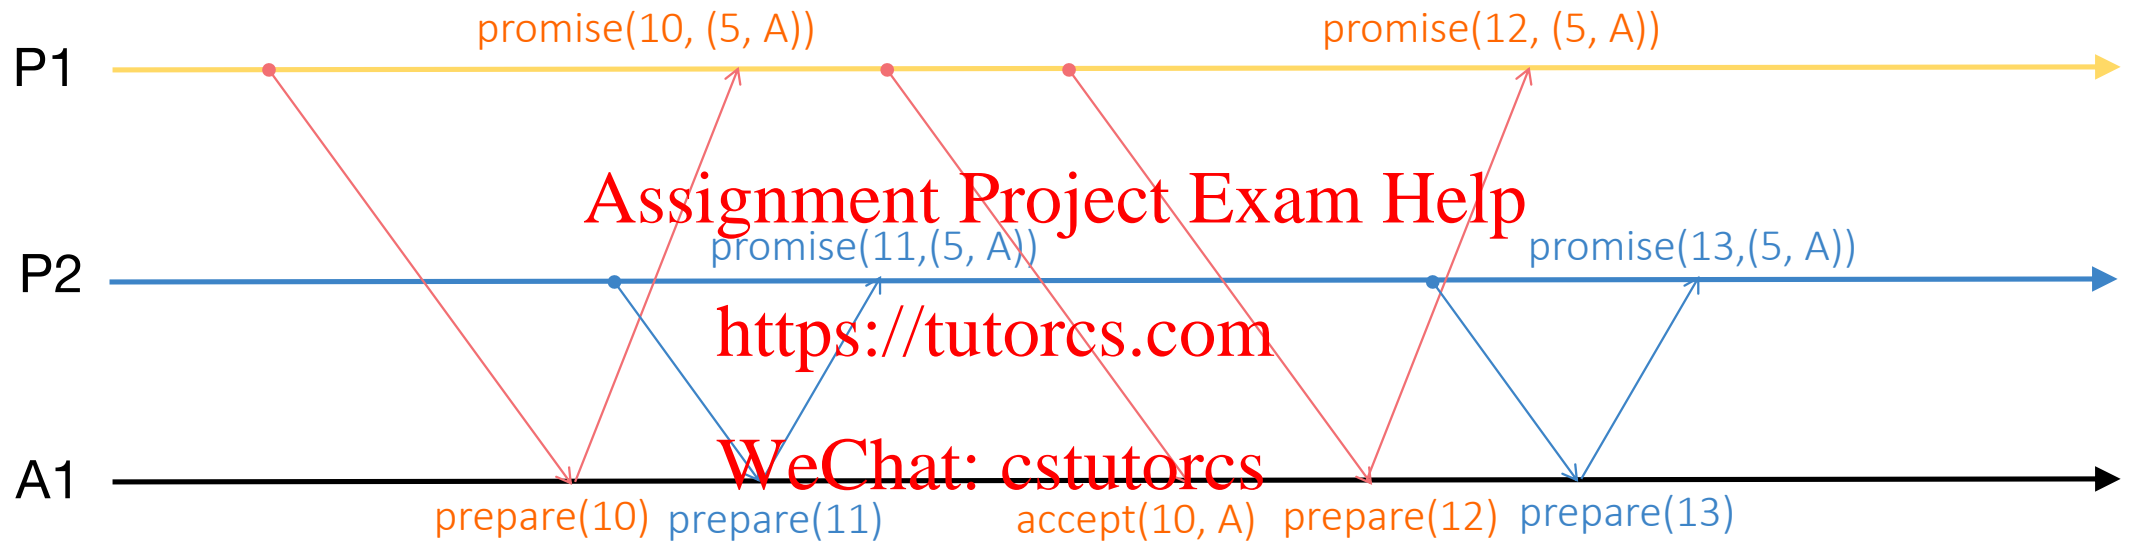 promise(10, (5, A))
promise(12, (5, A))
P1
Assignment Project Exam Help
promise(11,(5, A))
promise(13,(5, A))
P2
https://tutorcs.com
WeChat: cstutorcs
A1
prepare(10)
prepare(11)
accept(10, A)
prepare(12)
prepare(13)